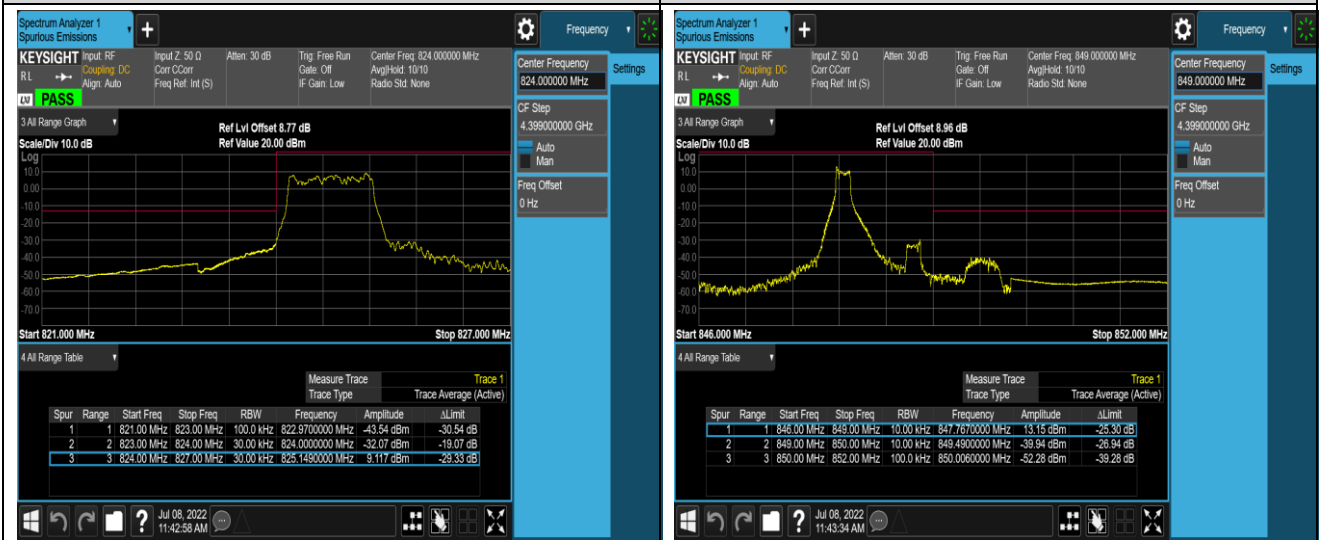 Spectrum Analyzer 1
Spurious Emissions
+
Frequency
KEYSIGHT Input: RF Input Z: 50 Ω Atten: 30 dB Trig: Free Run Center Freq: 824.000000 MHz
Coupling: DC Corr CCorr Gate: Off Avg|Hold: 10/10
R L Align: Auto Freq Ref: Int (S) IF Gain: Low Radio Std: None
LXI PASS
Center Frequency
824.000000 MHz
Settings
CF Step
4.399000000 GHz
Auto
Man
Freq Offset
0 Hz
3 All Range Graph
Ref Lvl Offset 8.77 dB
Scale/Div 10.0 dB Ref Value 20.00 dBm
Log
10.0
0.00
-10.0
-20.0
-30.0
-40.0
-50.0
-60.0
-70.0
Start 821.000 MHz Stop 827.000 MHz
4 All Range Table
Measure Trace Trace 1
Trace Type Trace Average (Active)
Spur Range Start Freq Stop Freq RBW Frequency Amplitude ΔLimit
1 1 821.00 MHz 823.00 MHz 100.0 kHz 822.9700000 MHz -43.54 dBm -30.54 dB
2 2 823.00 MHz 824.00 MHz 30.00 kHz 824.0000000 MHz -32.07 dBm -19.07 dB
3 3 824.00 MHz 827.00 MHz 30.00 kHz 825.1490000 MHz 9.117 dBm -29.33 dB
? Jul 08, 2022
11:42:58 AM
Spectrum Analyzer 1
Spurious Emissions
+
Frequency
KEYSIGHT Input: RF Input Z: 50 Ω Atten: 30 dB Trig: Free Run Center Freq: 849.000000 MHz
Coupling: DC Corr CCorr Gate: Off Avg|Hold: 10/10
R L Align: Auto Freq Ref: Int (S) IF Gain: Low Radio Std: None
LXI PASS
Center Frequency
849.000000 MHz
Settings
CF Step
4.399000000 GHz
Auto
Man
Freq Offset
0 Hz
3 All Range Graph
Ref Lvl Offset 8.96 dB
Scale/Div 10.0 dB Ref Value 20.00 dBm
Log
10.0
0.00
-10.0
-20.0
-30.0
-40.0
-50.0
-60.0
-70.0
Start 846.000 MHz Stop 852.000 MHz
4 All Range Table
Measure Trace Trace 1
Trace Type Trace Average (Active)
Spur Range Start Freq Stop Freq RBW Frequency Amplitude ΔLimit
1 1 846.00 MHz 849.00 MHz 10.00 kHz 847.7670000 MHz 13.15 dBm -25.30 dB
2 2 849.00 MHz 850.00 MHz 10.00 kHz 849.4900000 MHz -39.94 dBm -26.94 dB
3 3 850.00 MHz 852.00 MHz 100.0 kHz 850.0060000 MHz -52.28 dBm -39.28 dB
? Jul 08, 2022
11:43:34 AM